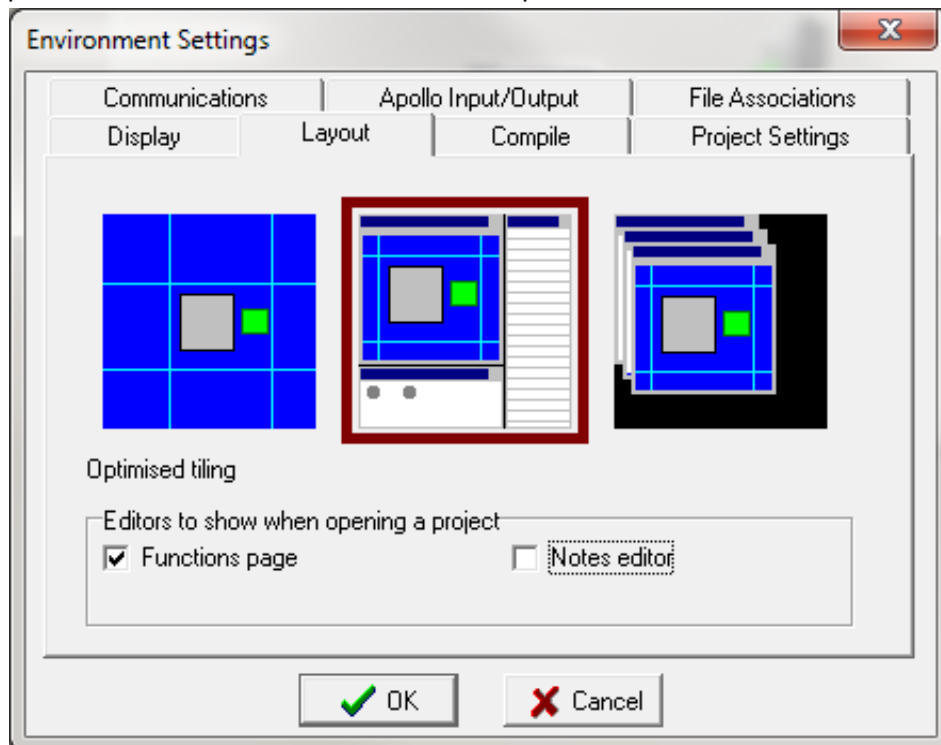 Environment Settings
Communications Apollo Input/Output File Associations
Display Layout Compile Project Settings
Optimised tiling
Editors to show when opening a project
Functions page Notes editor
OK Cancel